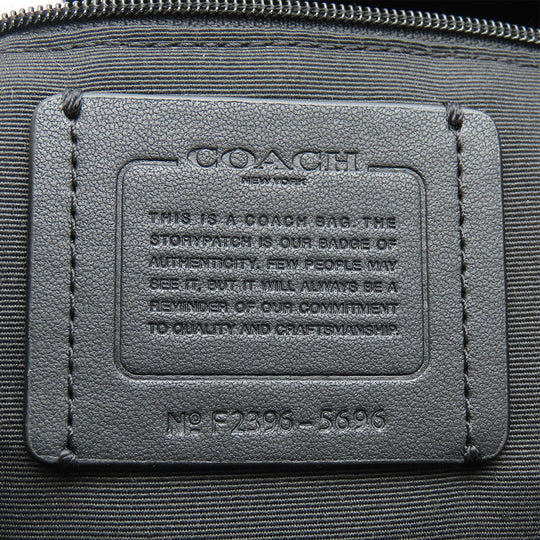 COACH
NEW YORK
THIS IS A COACH BAG. THE
STORYPATCH IS OUR BADGE OF
AUTHENTICITY. FEW PEOPLE MAY
SEE IT, BUT IT WILL ALWAYS BE A
REMINDER OF OUR COMMITMENT
TO QUALITY AND CRAFTSMANSHIP.
Nº F2396-5696